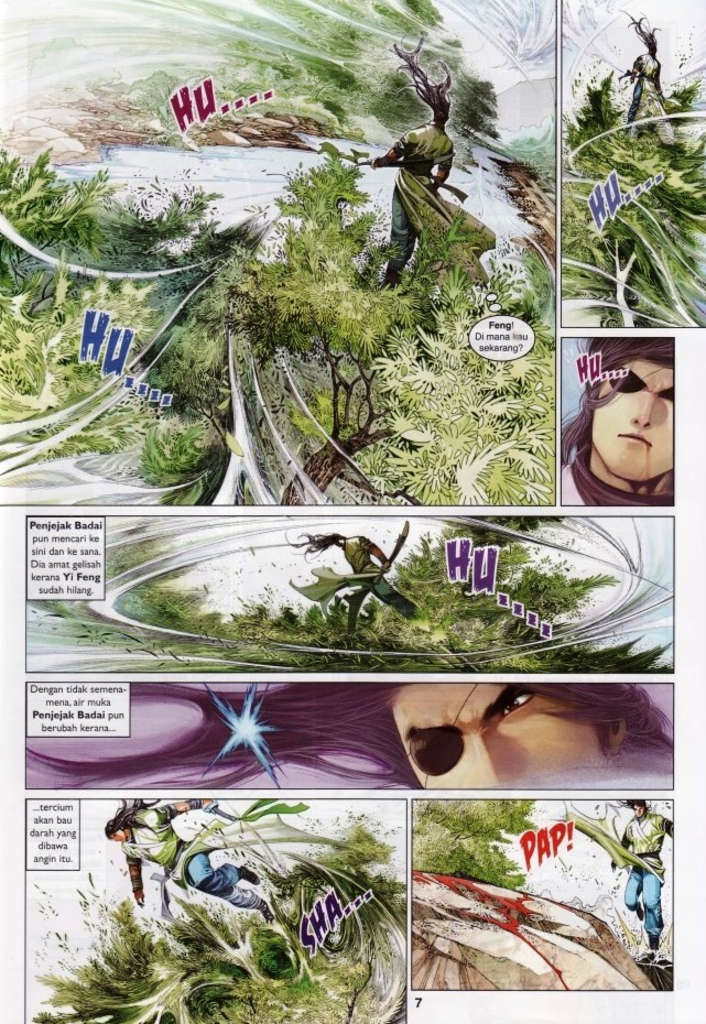 HU....
HU....
HU....
Feng!
Di mana kau
sekarang?
HU....
Penjejak Badai
pun mencari ke
sini dan ke sana.
Dia amat gelisah
kerana Yi Feng
sudah hilang.
HU....
Dengan tidak semena-
mena, air muka
Penjejak Badai pun
berubah kerana...
...tercium
akan bau
darah yang
dibawa
angin itu.
SHA...
PAP!
7